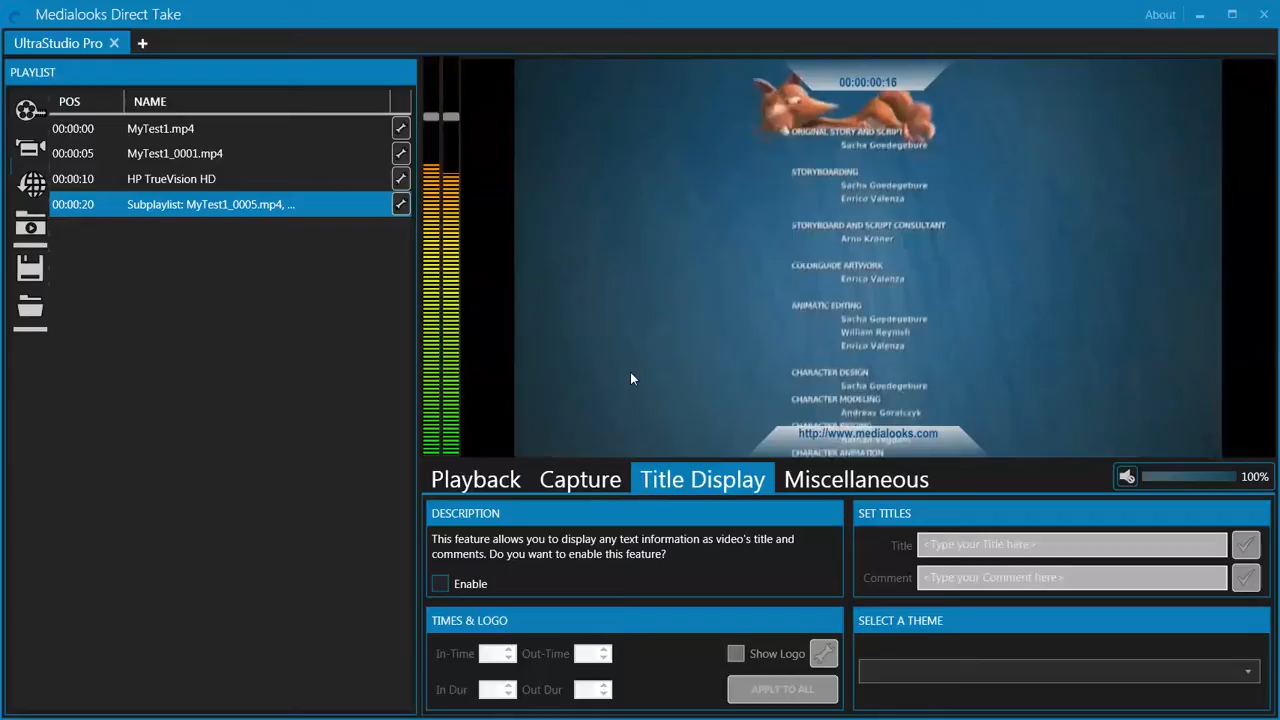 Medialooks Direct Take
About
UltraStudio Pro
PLAYLIST
POS NAME
00:00:00 MyTest1.mp4
00:00:05 MyTest1_0001.mp4
00:00:10 HP TrueVision HD
00:00:20 Subplaylist: MyTest1_0005.mp4, ...
00:00:00:16
ORIGINAL STORY AND SCRIPT
Sacha Goedegebure
STORYBOARDING
Sacha Goedegebure
Enrico Valenza
STORYBOARD AND SCRIPT CONSULTANT
Arno Kroner
COLORGUIDE ARTWORK
Enrico Valenza
ANIMATIC EDITING
Sacha Goedegebure
William Reynish
Enrico Valenza
CHARACTER DESIGN
Sacha Goedegebure
CHARACTER MODELING
Andreas Goralczyk
http://www.medialooks.com
CHARACTER ANIMATION
Playback Capture Title Display Miscellaneous
100%
DESCRIPTION
This feature allows you to display any text information as video's title and
comments. Do you want to enable this feature?
Enable
SET TITLES
Title <Type your Title here>
Comment <Type your Comment here>
TIMES & LOGO
In-Time Out-Time Show Logo
In Dur Out Dur APPLY TO ALL
SELECT A THEME